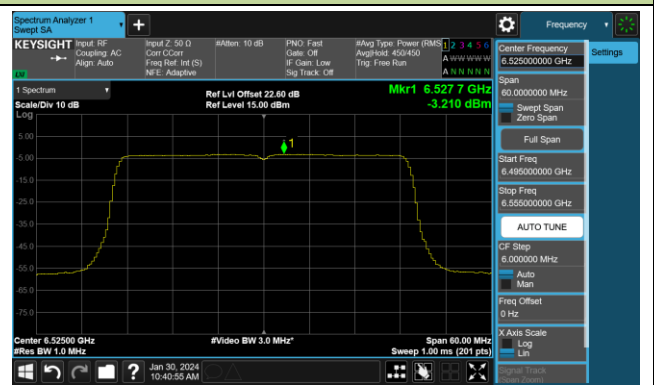 Spectrum Analyzer 1
Swept SA
+
Frequency
KEYSIGHT
Input: RF
Coupling: AC
Align: Auto
Input Z: 50 Ω
Corr CCorr
Freq Ref: Int (S)
NFE: Adaptive
#Atten: 10 dB
PNO: Fast
Gate: Off
IF Gain: Low
Sig Track: Off
#Avg Type: Power (RMS
Avg|Hold: 450/450
Trig: Free Run
1 2 3 4 5 6
A W W W W W
A N N N N N
LXI
1 Spectrum
Scale/Div 10 dB
Log
Ref Lvl Offset 22.60 dB
Ref Level 15.00 dBm
Mkr1 6.527 7 GHz
-3.210 dBm
1
5.00
-5.00
-15.0
-25.0
-35.0
-45.0
-55.0
-65.0
-75.0
Center 6.52500 GHz
#Res BW 1.0 MHz
#Video BW 3.0 MHz*
Span 60.00 MHz
Sweep 1.00 ms (201 pts)
Jan 30, 2024
10:40:55 AM
?
Center Frequency
6.525000000 GHz
Span
60.0000000 MHz
Swept Span
Zero Span
Full Span
Start Freq
6.495000000 GHz
Stop Freq
6.555000000 GHz
AUTO TUNE
CF Step
6.000000 MHz
Auto
Man
Freq Offset
0 Hz
X Axis Scale
Log
Lin
Signal Track
(Span Zoom)
Settings